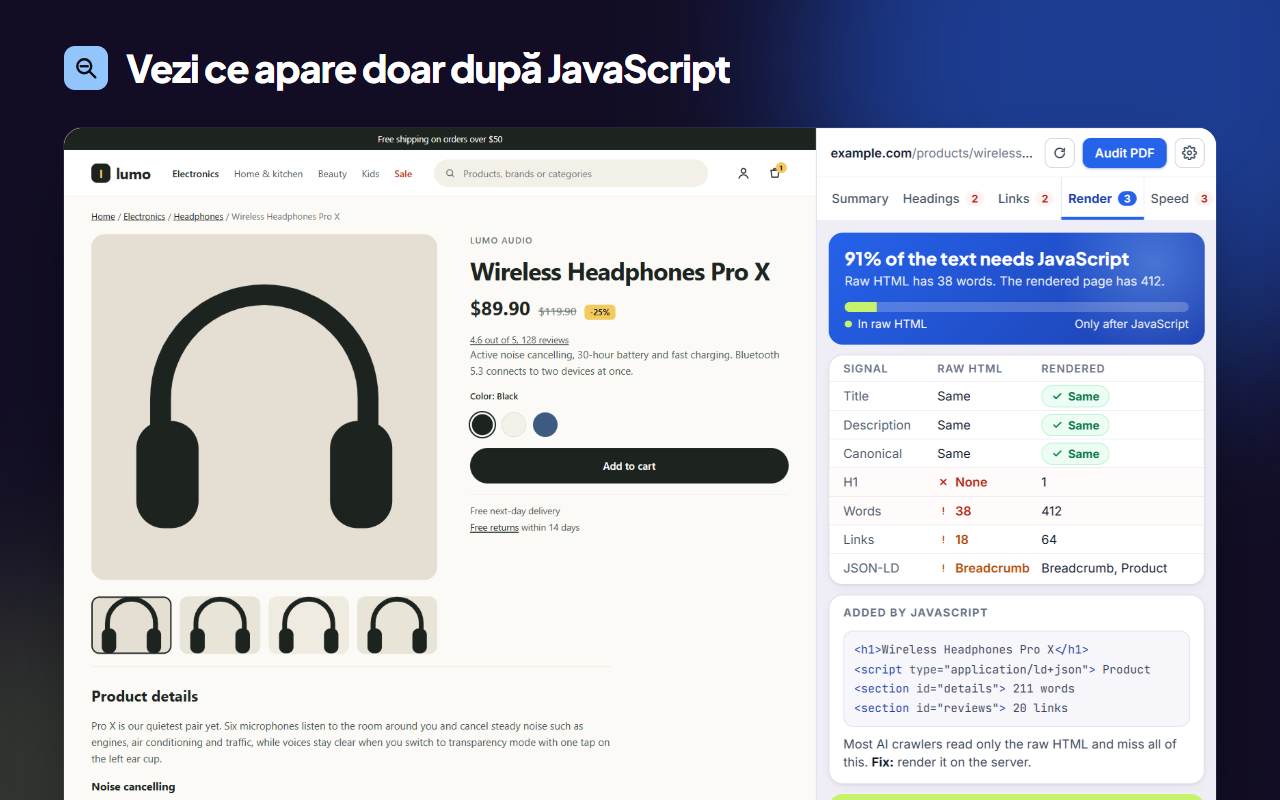 Vezi ce apare doar după JavaScript
Free shipping on orders over $50
lumo
Electronics
Home & kitchen
Beauty
Kids
Sale
Products, brands or categories
1
Home / Electronics / Headphones / Wireless Headphones Pro X
LUMO AUDIO
Wireless Headphones Pro X
$89.90 $119.90 -25%
4.6 out of 5, 128 reviews
Active noise cancelling, 30-hour battery and fast charging. Bluetooth
5.3 connects to two devices at once.
Color: Black
Add to cart
Free next-day delivery
Free returns within 14 days
Product details
Pro X is our quietest pair yet. Six microphones listen to the room around you and cancel steady noise such as
engines, air conditioning and traffic, while voices stay clear when you switch to transparency mode with one tap on
the left ear cup.
Noise cancelling
example.com/products/wireless...
Audit PDF
Summary
Headings 2
Links 2
Render 3
Speed 3
91% of the text needs JavaScript
Raw HTML has 38 words. The rendered page has 412.
In raw HTML
Only after JavaScript
SIGNAL RAW HTML RENDERED
Title Same Same
Description Same Same
Canonical Same Same
H1 None 1
Words ! 38 412
Links ! 18 64
JSON-LD ! Breadcrumb Breadcrumb, Product
ADDED BY JAVASCRIPT
<h1>Wireless Headphones Pro X</h1>
<script type="application/ld+json"> Product
<section id="details"> 211 words
<section id="reviews"> 20 links
Most AI crawlers read only the raw HTML and miss all of
this. Fix: render it on the server.